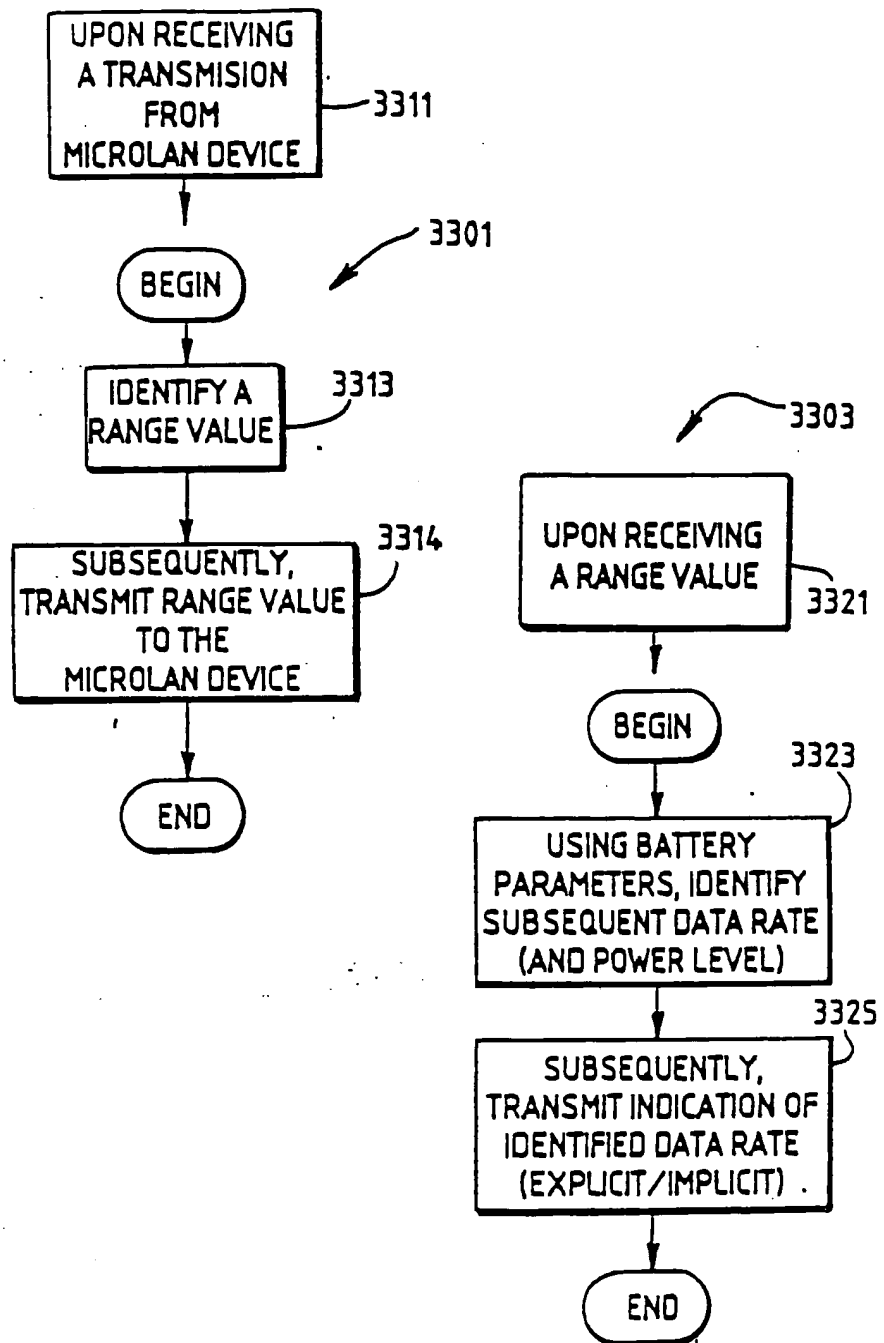 UPON RECEIVING
A TRANSMISION
FROM
MICROLAN DEVICE
3311
3301
BEGIN
IDENTIFY A
RANGE VALUE
3313
SUBSEQUENTLY,
TRANSMIT RANGE VALUE
TO THE
MICROLAN DEVICE
3314
END
3303
UPON RECEIVING
A RANGE VALUE
3321
BEGIN
3323
USING BATTERY
PARAMETERS, IDENTIFY
SUBSEQUENT DATA RATE
(AND POWER LEVEL)
3325
SUBSEQUENTLY,
TRANSMIT INDICATION OF
IDENTIFIED DATA RATE
(EXPLICIT/IMPLICIT)
END